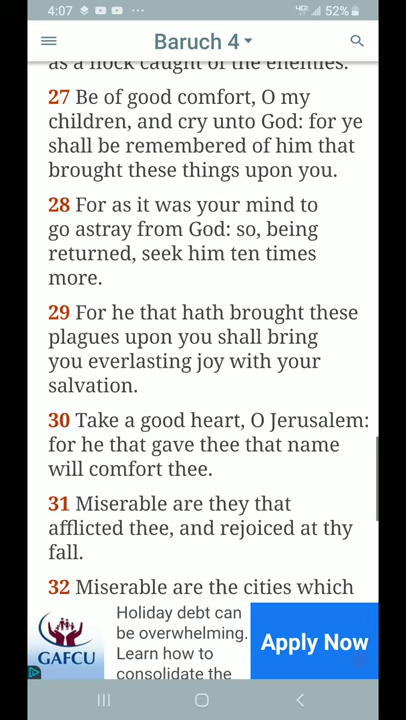 4:07
52%
Baruch 4
as a flock caught of the enemies.
27 Be of good comfort, O my
children, and cry unto God: for ye
shall be remembered of him that
brought these things upon you.
28 For as it was your mind to
go astray from God: so, being
returned, seek him ten times
more.
29 For he that hath brought these
plagues upon you shall bring
you everlasting joy with your
salvation.
30 Take a good heart, O Jerusalem:
for he that gave thee that name
will comfort thee.
31 Miserable are they that
afflicted thee, and rejoiced at thy
fall.
32 Miserable are the cities which
GAFCU
Holiday debt can
be overwhelming.
Learn how to
consolidate the
Apply Now